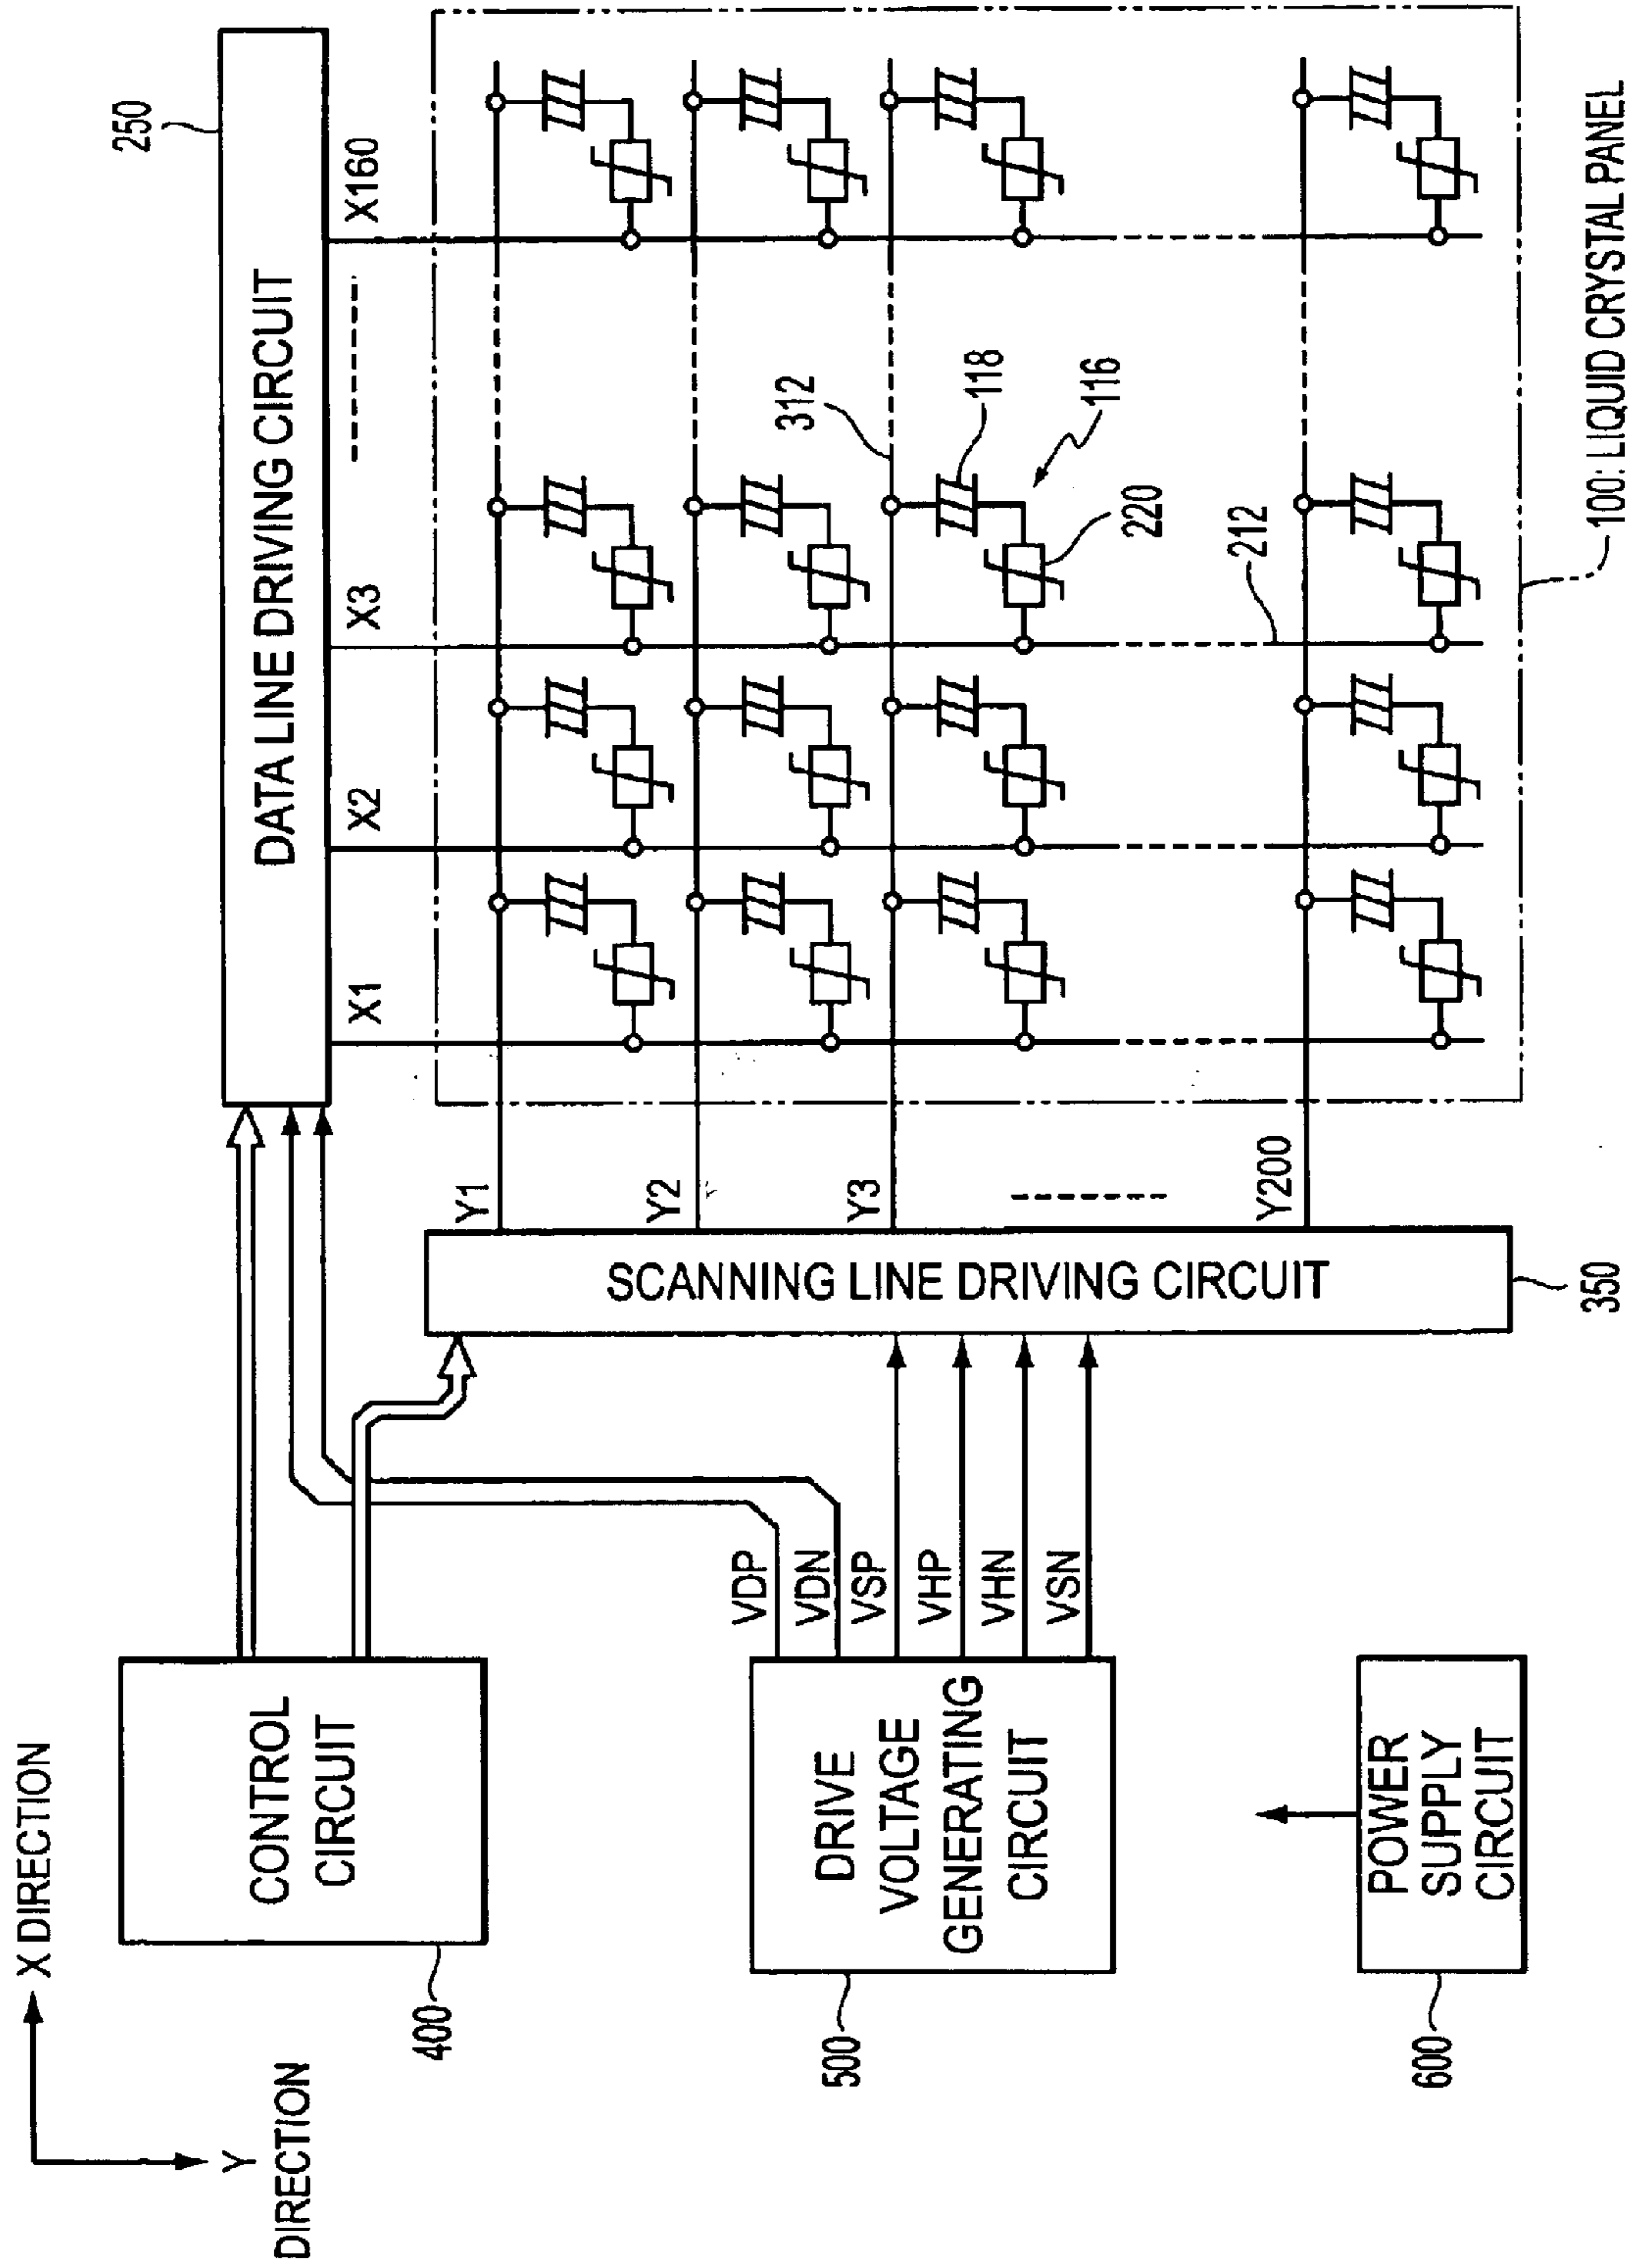 X DIRECTION
Y
DIRECTION
CONTROL
CIRCUIT
400
DATA LINE DRIVING CIRCUIT
250
X1
X2
X3
X160
DRIVE
VOLTAGE
GENERATING
CIRCUIT
500
VDP
VDN
VSP
VHP
VHN
VSN
SCANNING LINE DRIVING CIRCUIT
350
Y1
Y2
Y3
Y200
312
118
116
220
212
POWER
SUPPLY
CIRCUIT
600
100: LIQUID CRYSTAL PANEL